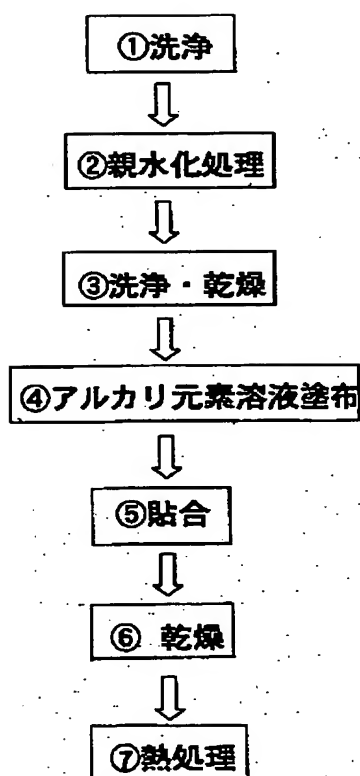 ①洗浄
②親水化処理
③洗浄・乾燥
④アルカリ元素溶液塗布
⑤貼合
⑥ 乾燥
⑦熱処理